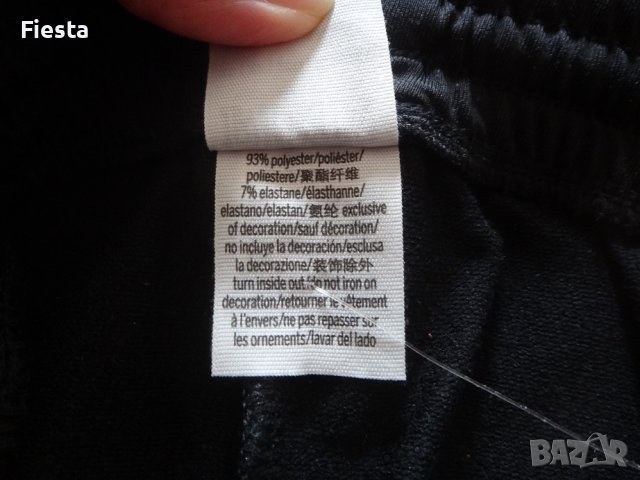 Fiesta
93% polyester/poliéster/
poliestere/聚酯纤维
7% elastane/élasthanne/
elastano/elastan/氨纶 exclusive
of decoration/sauf décoration/
no incluye la decoración/esclusa
la decorazione/装饰除外
turn inside out/do not iron on
decoration/retourner le vêtement
à l'envers/ne pas repasser sur
les ornements/lavar del lado
BAZAR